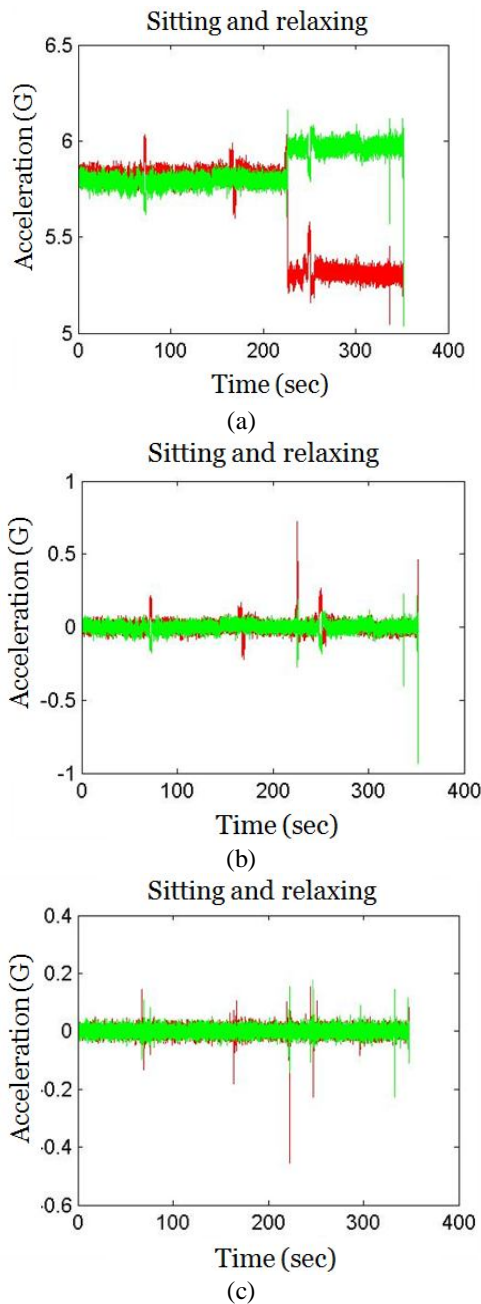 Sitting and relaxing
6.5
6
5.5
5
Acceleration (G)
0 100 200 300 400
Time (sec)
(a)
Sitting and relaxing
1
0.5
0
-0.5
-1
Acceleration (G)
0 100 200 300 400
Time (sec)
(b)
Sitting and relaxing
0.4
0.2
0
-0.2
-0.4
-0.6
Acceleration (G)
0 100 200 300 400
Time (sec)
(c)